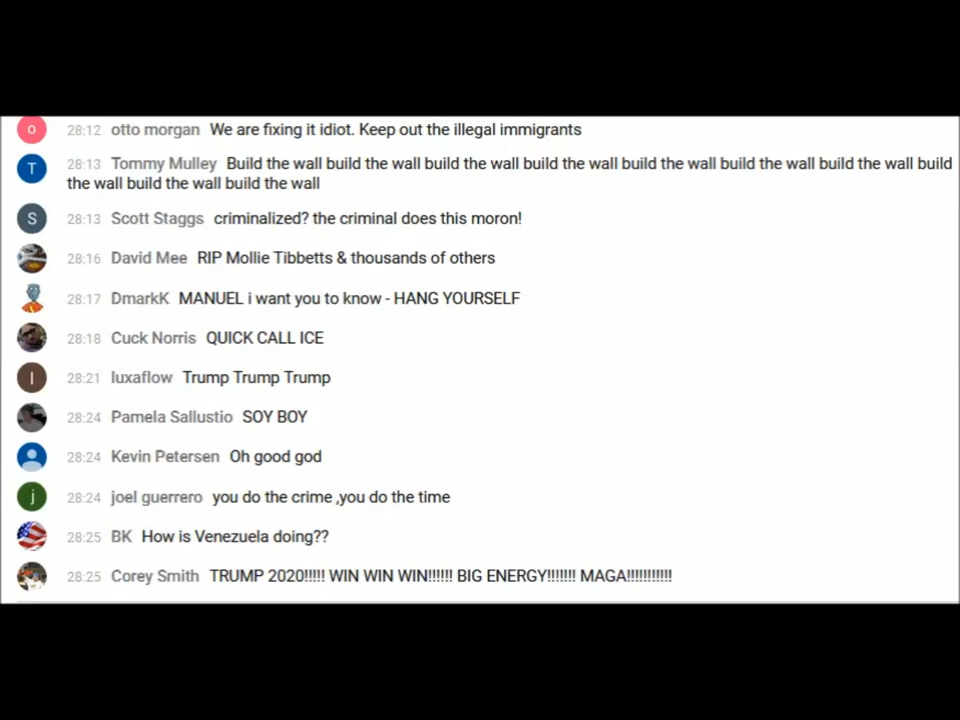 O 28:12 otto morgan We are fixing it idiot. Keep out the illegal immigrants
T 28:13 Tommy Mulley Build the wall build the wall build the wall build the wall build the wall build the wall build the wall build
the wall build the wall build the wall
S 28:13 Scott Staggs criminalized? the criminal does this moron!
28:16 David Mee RIP Mollie Tibbetts & thousands of others
28:17 DmarkK MANUEL i want you to know - HANG YOURSELF
28:18 Cuck Norris QUICK CALL ICE
l 28:21 luxaflow Trump Trump Trump
28:24 Pamela Sallustio SOY BOY
28:24 Kevin Petersen Oh good god
j 28:24 joel guerrero you do the crime ,you do the time
28:25 BK How is Venezuela doing??
28:25 Corey Smith TRUMP 2020!!!!! WIN WIN WIN!!!!!! BIG ENERGY!!!!!!! MAGA!!!!!!!!!!!